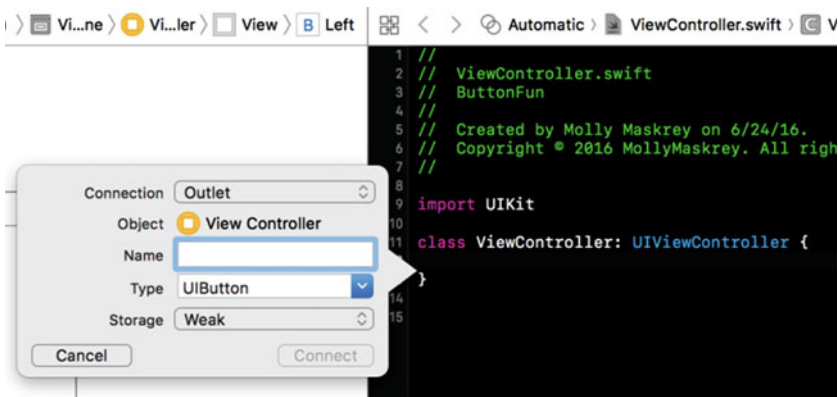 Vi...ne Vi...ler View B Left
Automatic ViewController.swift C V
1 //
2 // ViewController.swift
3 // ButtonFun
4 //
5 // Created by Molly Maskrey on 6/24/16.
6 // Copyright © 2016 MollyMaskrey. All righ
7 //
8
9 import UIKit
10
11 class ViewController: UIViewController {
}
14
15
Connection Outlet
Object View Controller
Name
Type UIButton
Storage Weak
Cancel Connect